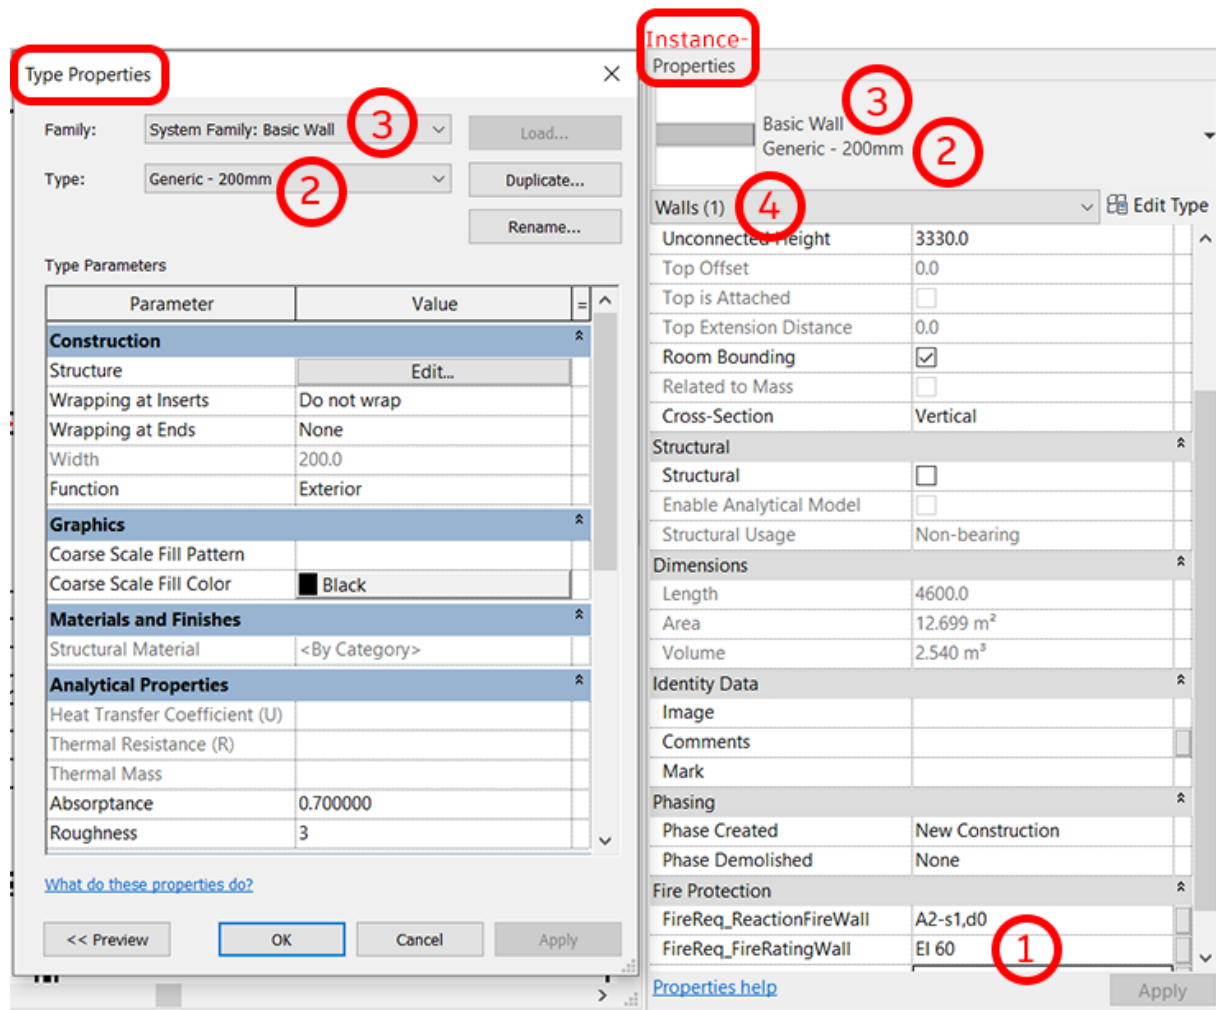 Type Properties
Family:
System Family: Basic Wall
3
Load...
Type:
Generic - 200mm
2
Duplicate...
Rename...
Type Parameters
Parameter Value =
Construction
Structure Edit...
Wrapping at Inserts Do not wrap
Wrapping at Ends None
Width 200.0
Function Exterior
Graphics
Coarse Scale Fill Pattern
Coarse Scale Fill Color Black
Materials and Finishes
Structural Material <By Category>
Analytical Properties
Heat Transfer Coefficient (U)
Thermal Resistance (R)
Thermal Mass
Absorptance 0.700000
Roughness 3
What do these properties do?
<< Preview OK Cancel Apply
Instance-
Properties
3
Basic Wall
Generic - 200mm 2
Walls (1) 4 Edit Type
Unconnected Height 3330.0
Top Offset 0.0
Top is Attached
Top Extension Distance 0.0
Room Bounding
Related to Mass
Cross-Section Vertical
Structural
Structural
Enable Analytical Model
Structural Usage Non-bearing
Dimensions
Length 4600.0
Area 12.699 m²
Volume 2.540 m³
Identity Data
Image
Comments
Mark
Phasing
Phase Created New Construction
Phase Demolished None
Fire Protection
FireReq_ReactionFireWall A2-s1,d0
FireReq_FireRatingWall EI 60 1
Properties help Apply